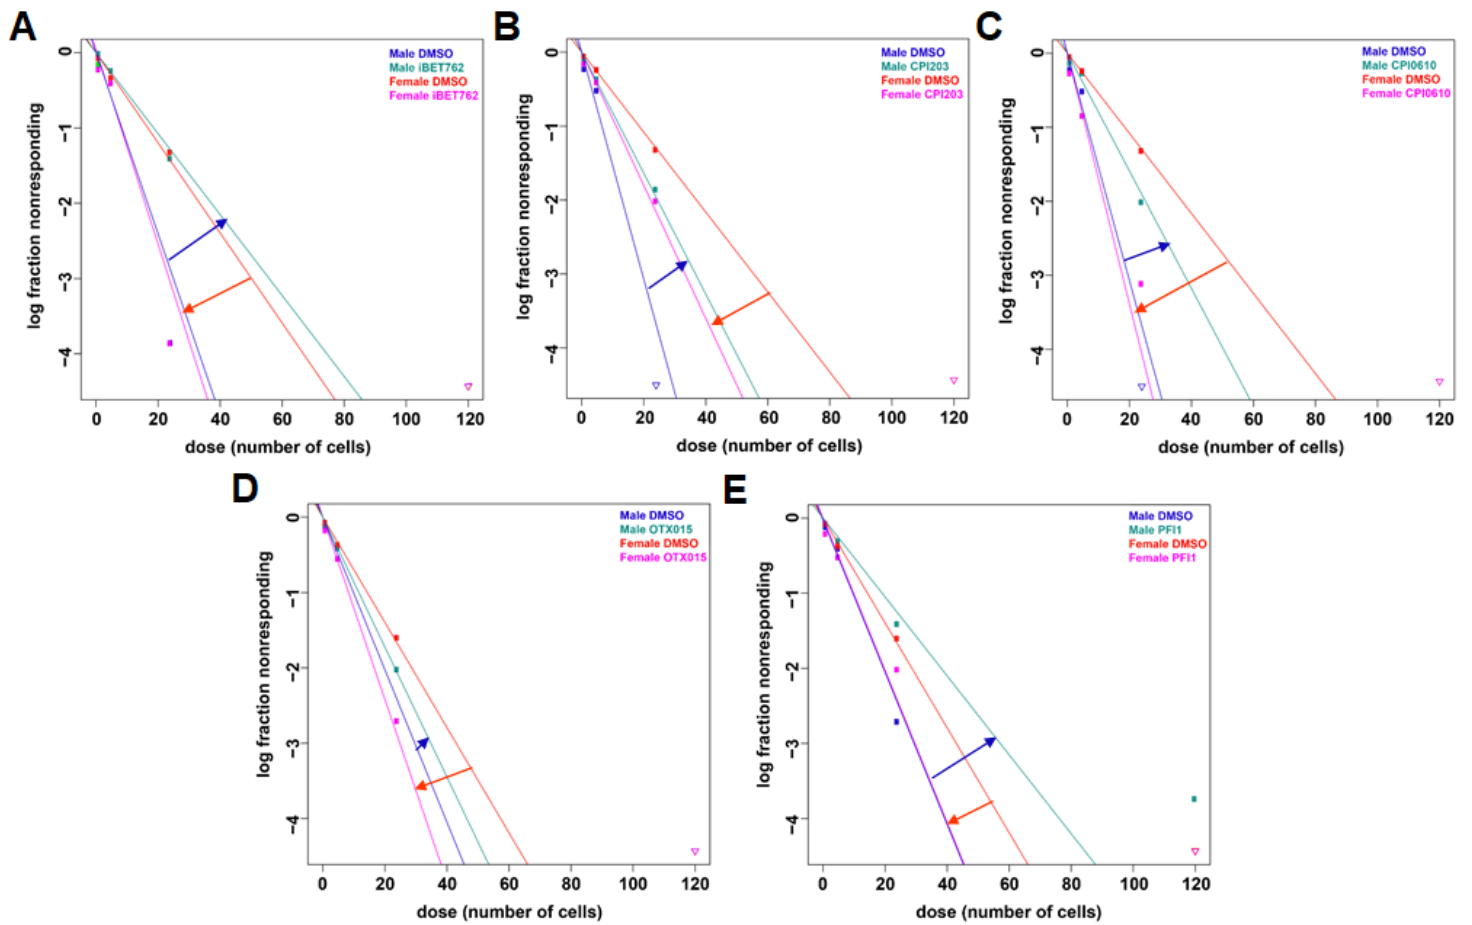 A
Male DMSO
Male iBET762
Female DMSO
Female iBET762
log fraction nonresponding
0
−1
−2
−3
−4
0 20 40 60 80 100 120
dose (number of cells)
B
Male DMSO
Male CPI203
Female DMSO
Female CPI203
log fraction nonresponding
0
−1
−2
−3
−4
0 20 40 60 80 100 120
dose (number of cells)
C
Male DMSO
Male CPI0610
Female DMSO
Female CPI0610
log fraction nonresponding
0
−1
−2
−3
−4
0 20 40 60 80 100 120
dose (number of cells)
D
Male DMSO
Male OTX015
Female DMSO
Female OTX015
log fraction nonresponding
0
−1
−2
−3
−4
0 20 40 60 80 100 120
dose (number of cells)
E
Male DMSO
Male PFI1
Female DMSO
Female PFI1
log fraction nonresponding
0
−1
−2
−3
−4
0 20 40 60 80 100 120
dose (number of cells)